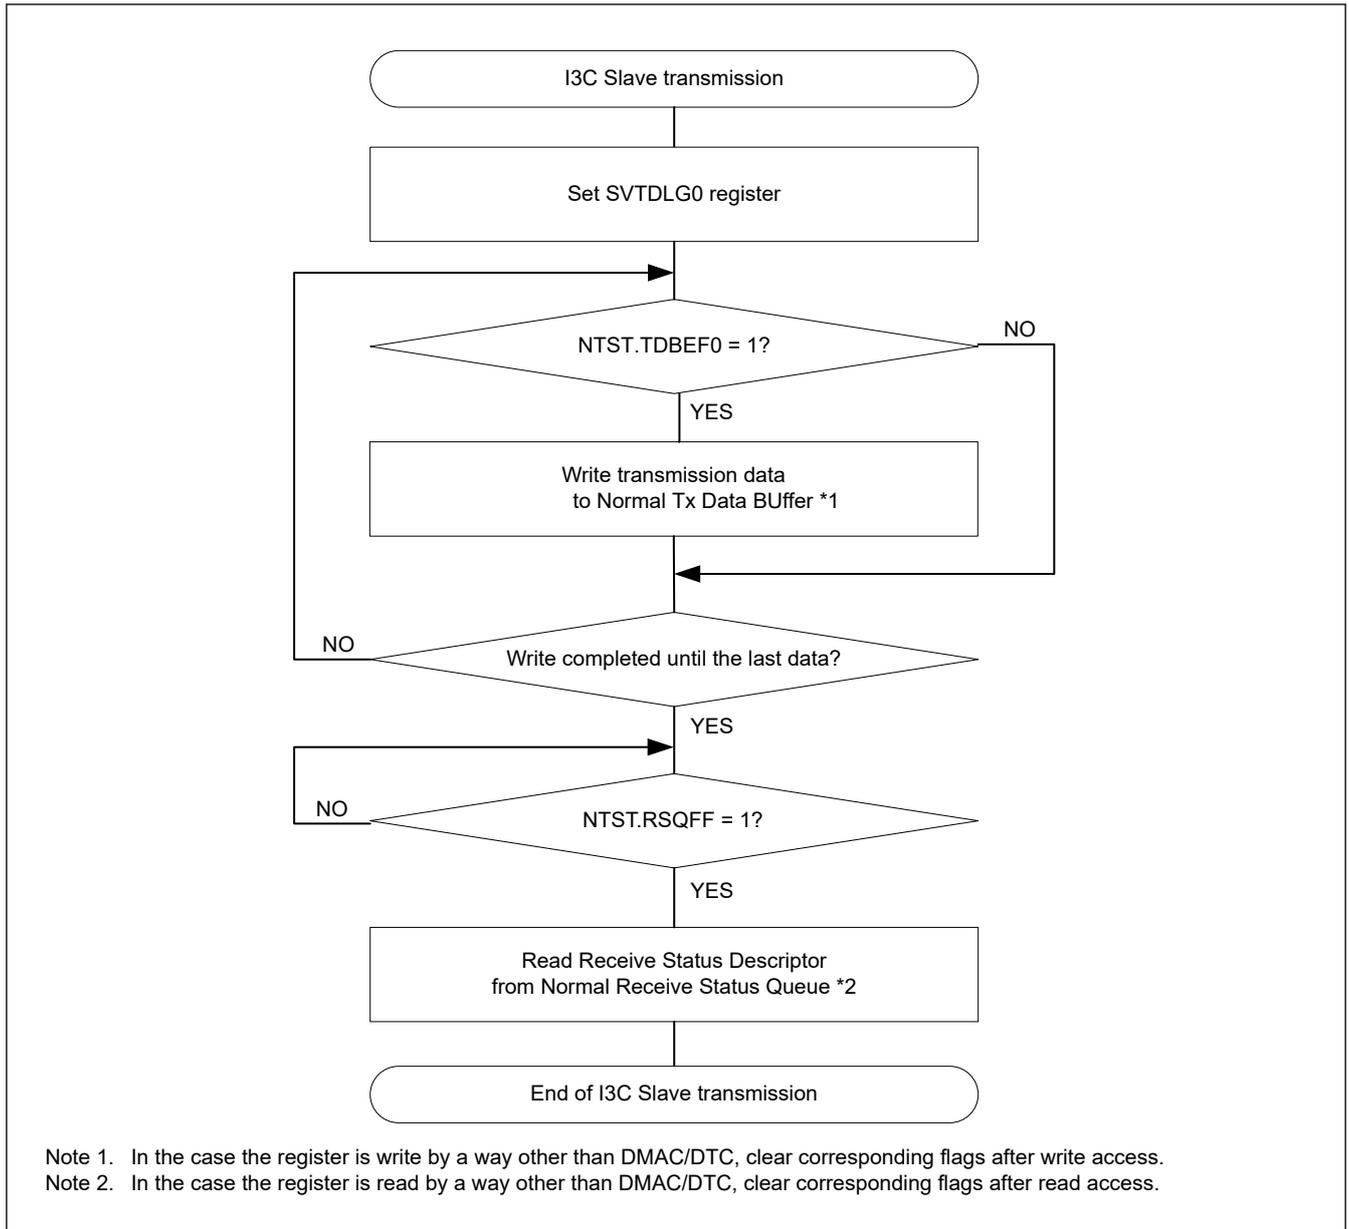 I3C Slave transmission
Set SVTDLG0 register
NTST.TDBEF0 = 1?
NO
YES
Write transmission data
to Normal Tx Data BUffer *1
NO
Write completed until the last data?
YES
NO
NTST.RSQFF = 1?
YES
Read Receive Status Descriptor
from Normal Receive Status Queue *2
End of I3C Slave transmission
Note 1. In the case the register is write by a way other than DMAC/DTC, clear corresponding flags after write access.
Note 2. In the case the register is read by a way other than DMAC/DTC, clear corresponding flags after read access.